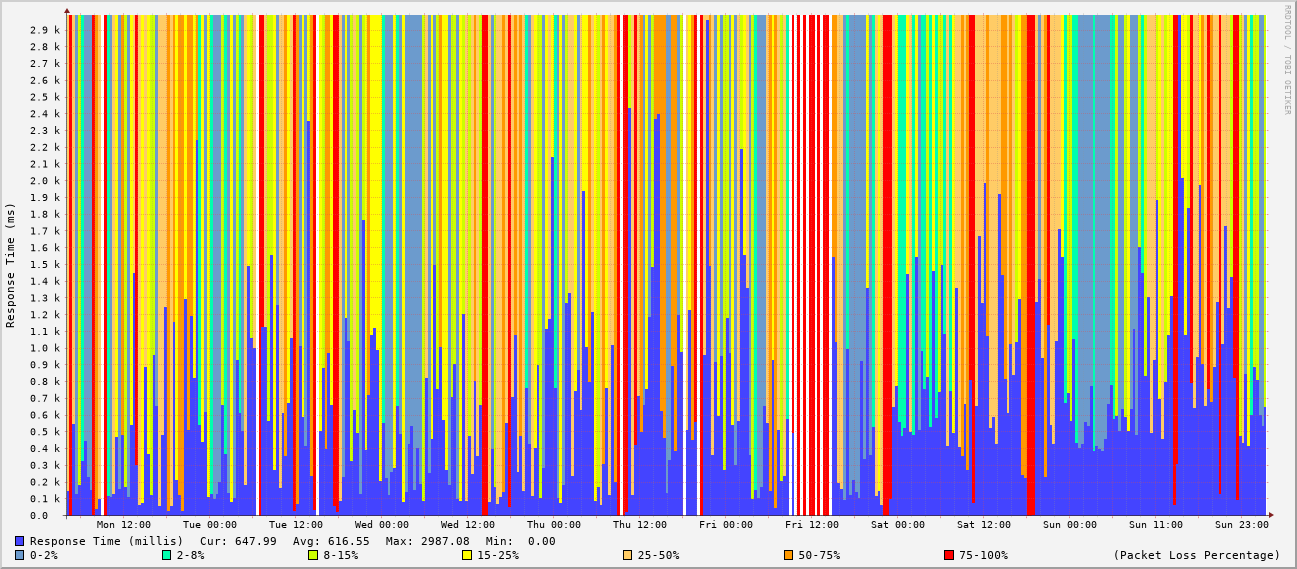 RRDTOOL / TOBI OETIKER
Response Time (ms)
2.9 k
2.8 k
2.7 k
2.6 k
2.5 k
2.4 k
2.3 k
2.2 k
2.1 k
2.0 k
1.9 k
1.8 k
1.7 k
1.6 k
1.5 k
1.4 k
1.3 k
1.2 k
1.1 k
1.0 k
0.9 k
0.8 k
0.7 k
0.6 k
0.5 k
0.4 k
0.3 k
0.2 k
0.1 k
0.0
Mon 12:00 Tue 00:00 Tue 12:00 Wed 00:00 Wed 12:00 Thu 00:00 Thu 12:00 Fri 00:00 Fri 12:00 Sat 00:00 Sat 12:00 Sun 00:00 Sun 11:00 Sun 23:00
Response Time (millis) Cur: 647.99 Avg: 616.55 Max: 2987.08 Min: 0.00
0-2% 2-8% 8-15% 15-25% 25-50% 50-75% 75-100% (Packet Loss Percentage)